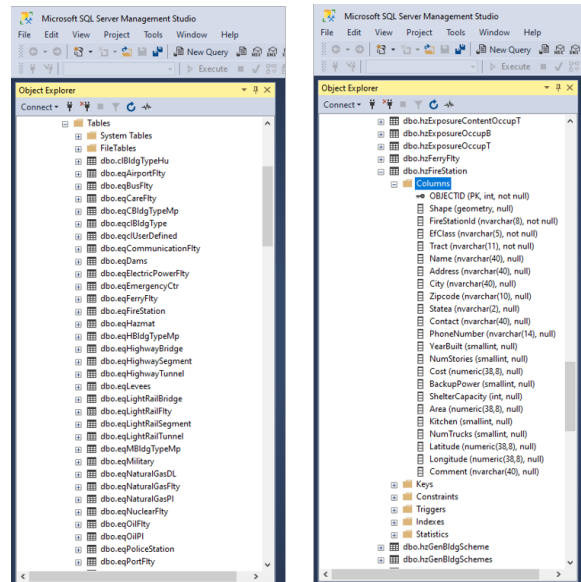 Microsoft SQL Server Management Studio
File Edit View Project Tools Window Help
New Query
Execute
Object Explorer
Connect
Tables
System Tables
FileTables
dbo.clBldgTypeHu
dbo.eqAirportFlty
dbo.eqBusFlty
dbo.eqCareFlty
dbo.eqCBldgTypeMp
dbo.eqclBldgType
dbo.eqclUserDefined
dbo.eqCommunicationFlty
dbo.eqDams
dbo.eqElectricPowerFlty
dbo.eqEmergencyCtr
dbo.eqFerryFlty
dbo.eqFireStation
dbo.eqHazmat
dbo.eqHBldgTypeMp
dbo.eqHighwayBridge
dbo.eqHighwaySegment
dbo.eqHighwayTunnel
dbo.eqLevees
dbo.eqLightRailBridge
dbo.eqLightRailFlty
dbo.eqLightRailSegment
dbo.eqLightRailTunnel
dbo.eqMBldgTypeMp
dbo.eqMilitary
dbo.eqNaturalGasDL
dbo.eqNaturalGasFlty
dbo.eqNaturalGasPl
dbo.eqNuclearFlty
dbo.eqOilFlty
dbo.eqOilPl
dbo.eqPoliceStation
dbo.eqPortFlty
Microsoft SQL Server Management Studio
File Edit View Project Tools Window Help
New Query
Execute
Object Explorer
Connect
dbo.hzExposureContentOccupT
dbo.hzExposureOccupB
dbo.hzExposureOccupT
dbo.hzFerryFlty
dbo.hzFireStation
Columns
OBJECTID (PK, int, not null)
Shape (geometry, null)
FireStationId (varchar(8), not null)
EfClass (nvarchar(5), not null)
Tract (nvarchar(11), not null)
Name (nvarchar(40), null)
Address (nvarchar(40), null)
City (nvarchar(40), null)
Zipcode (nvarchar(10), null)
Statea (nvarchar(2), null)
Contact (nvarchar(40), null)
PhoneNumber (nvarchar(14), null)
YearBuilt (smallint, null)
NumStories (smallint, null)
Cost (numeric(38,8), null)
BackupPower (smallint, null)
ShelterCapacity (int, null)
Area (numeric(38,8), null)
Kitchen (smallint, null)
NumTrucks (smallint, null)
Latitude (numeric(38,8), null)
Longitude (numeric(38,8), null)
Comment (nvarchar(40), null)
Keys
Constraints
Triggers
Indexes
Statistics
dbo.hzGenBldgScheme
dbo.hzGenBldgSchemes